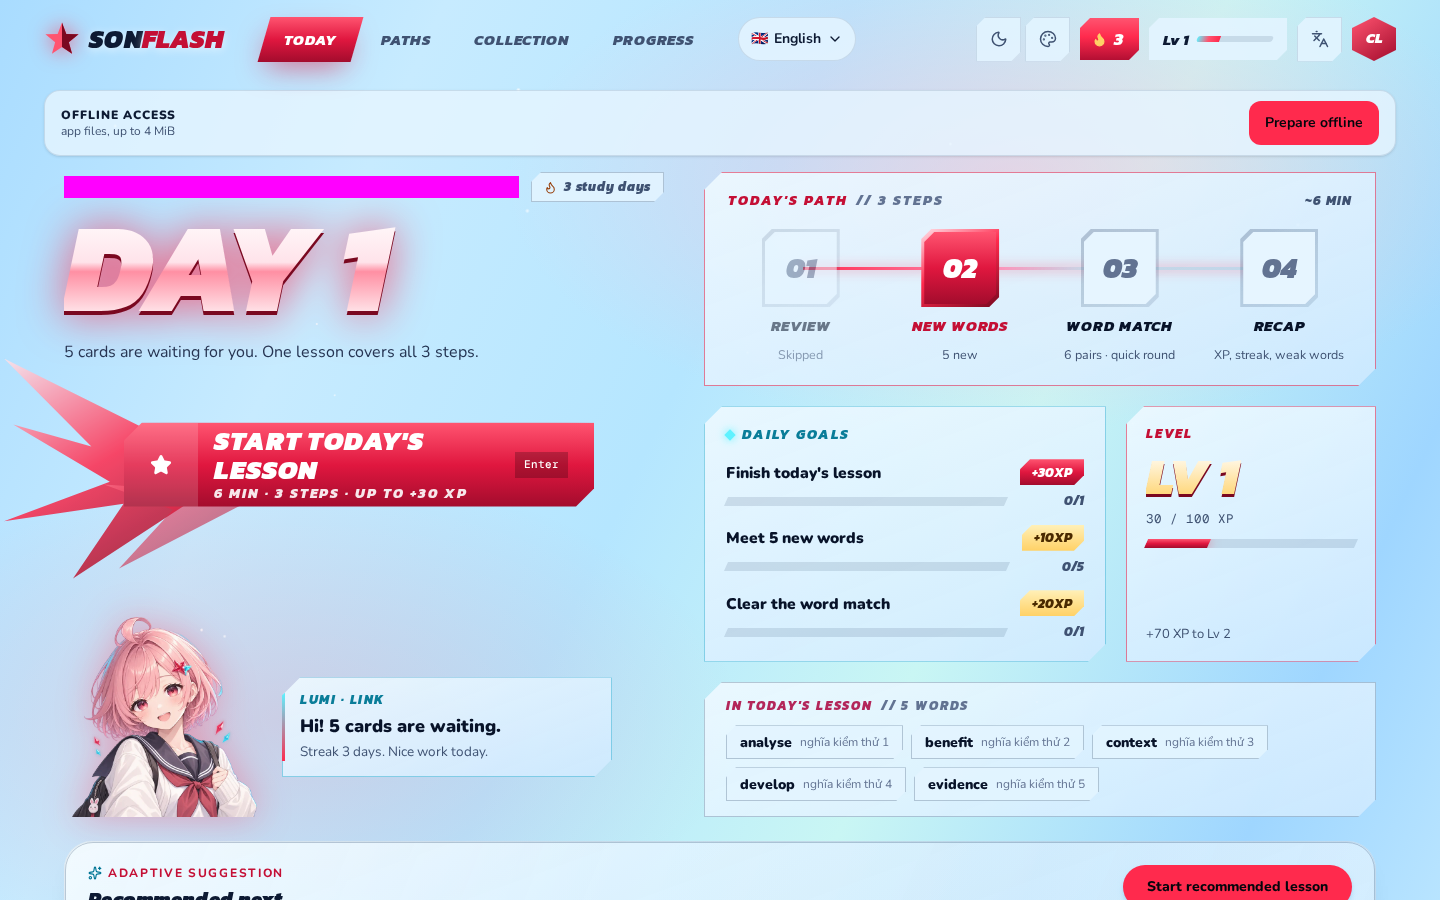 SONFLASH
TODAY
PATHS
COLLECTION
PROGRESS
English
3
Lv 1
CL
OFFLINE ACCESS
app files, up to 4 MiB
Prepare offline
3 study days
DAY 1
5 cards are waiting for you. One lesson covers all 3 steps.
START TODAY'S
LESSON
6 MIN · 3 STEPS · UP TO +30 XP
Enter
LUMI · LINK
Hi! 5 cards are waiting.
Streak 3 days. Nice work today.
TODAY'S PATH // 3 STEPS
~6 MIN
01
02
03
04
REVIEW
NEW WORDS
WORD MATCH
RECAP
Skipped
5 new
6 pairs · quick round
XP, streak, weak words
DAILY GOALS
Finish today's lesson
+30XP
0/1
Meet 5 new words
+10XP
0/5
Clear the word match
+20XP
0/1
LEVEL
LV 1
30 / 100 XP
+70 XP to Lv 2
IN TODAY'S LESSON // 5 WORDS
analyse nghĩa kiểm thử 1
benefit nghĩa kiểm thử 2
context nghĩa kiểm thử 3
develop nghĩa kiểm thử 4
evidence nghĩa kiểm thử 5
ADAPTIVE SUGGESTION
Recommended next
Start recommended lesson